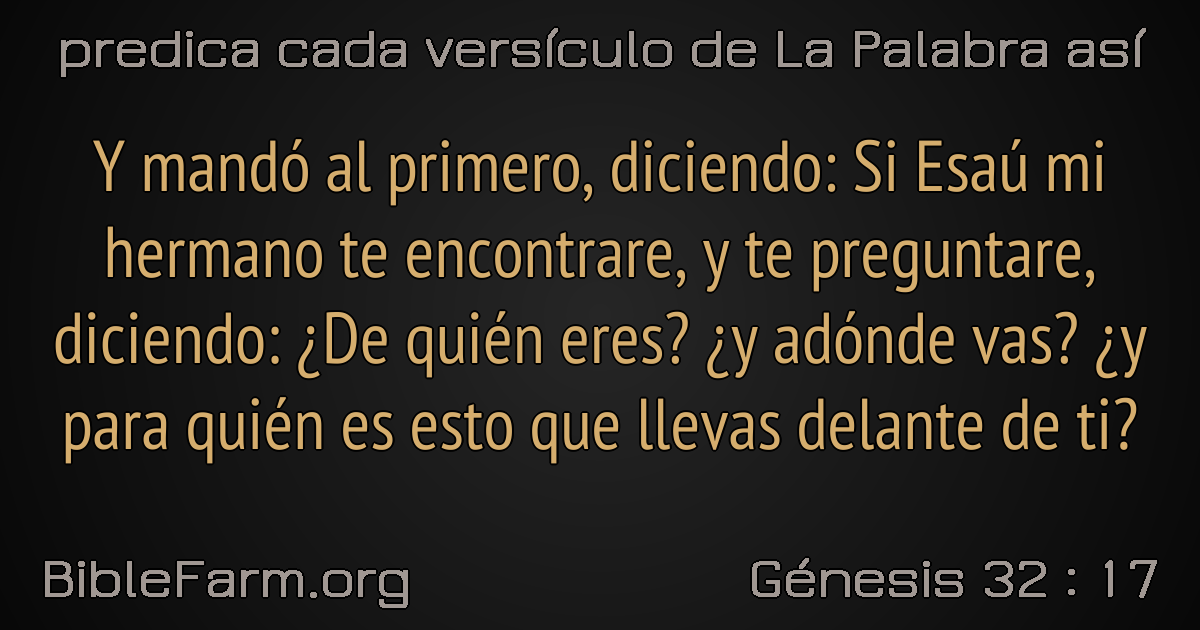 predica cada versículo de La Palabra así
Y mandó al primero, diciendo: Si Esaú mi
hermano te encontrare, y te preguntare,
diciendo: ¿De quién eres? ¿y adónde vas? ¿y
para quién es esto que llevas delante de ti?
BibleFarm.org
Génesis 32 : 17